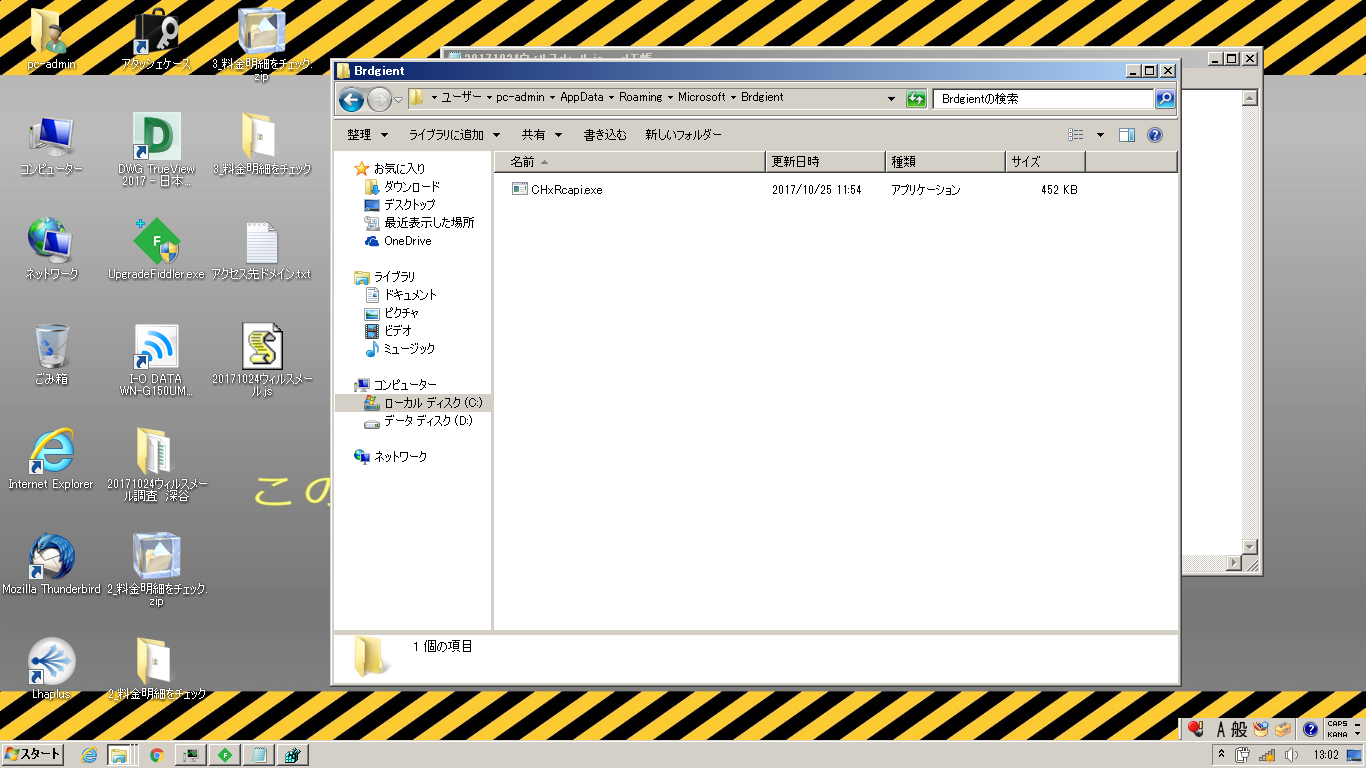 pc-admin
アタッシェケース
3_料金明細をチェック.zip
コンピューター
DWG TrueView 2017 - 日本...
3_料金明細をチェック
ネットワーク
UpgradeFiddler.exe
アクセス先ドメイン.txt
ごみ箱
I-O DATA WN-G150UM...
20171024ウィルスメール.js
Internet Explorer
20171024ウィルスメール調査 深谷
Mozilla Thunderbird
2_料金明細をチェック.zip
Lhaplus
2_料金明細をチェック
この
Brdgient
ユーザー
pc-admin
AppData
Roaming
Microsoft
Brdgient
Brdgientの検索
整理
ライブラリに追加
共有
書き込む
新しいフォルダー
お気に入り
ダウンロード
デスクトップ
最近表示した場所
OneDrive
ライブラリ
ドキュメント
ピクチャ
ビデオ
ミュージック
コンピューター
ローカル ディスク (C:)
データ ディスク (D:)
ネットワーク
名前
更新日時
種類
サイズ
CHxRcapi.exe
2017/10/25 11:54
アプリケーション
452 KB
1 個の項目
A 般
CAPS
KANA
スタート
13:02